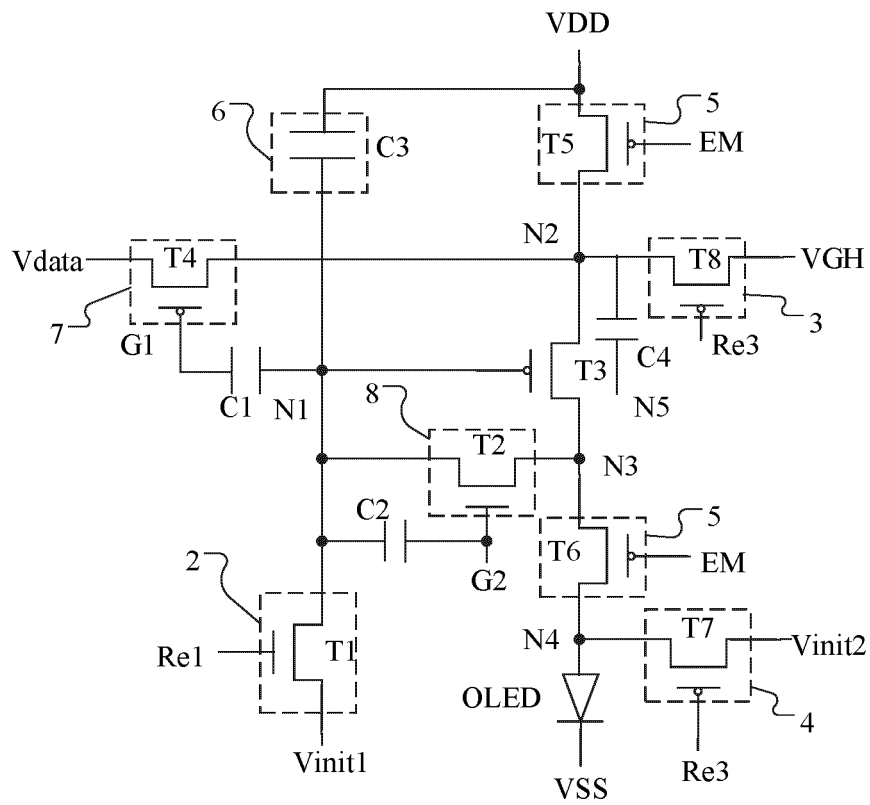 VDD
6
C3
5
T5
EM
N2
Vdata
T4
T8
VGH
7
G1
3
Re3
C1
N1
T3
C4
N5
8
T2
N3
C2
5
T6
EM
G2
2
Re1
T1
N4
T7
Vinit2
OLED
4
Vinit1
VSS
Re3